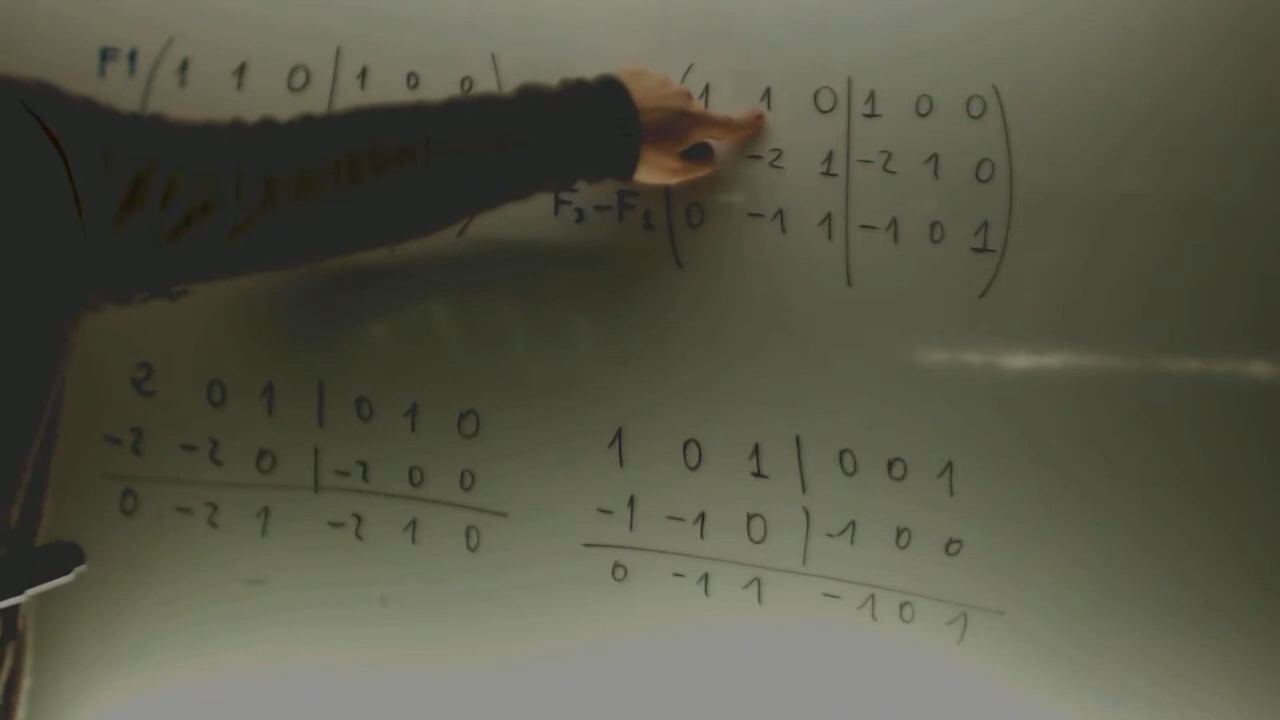 F1 ( 1 1 0 | 1 0 0 )
( 1 1 0 | 1 0 0 )
-2 1 | -2 1 0
F3-F1 ( 0 -1 1 | -1 0 1 )
2 0 1 | 0 1 0
-2 -2 0 | -2 0 0
0 -2 1 -2 1 0
1 0 1 | 0 0 1
-1 -1 0 | -1 0 0
0 -1 1 -1 0 1